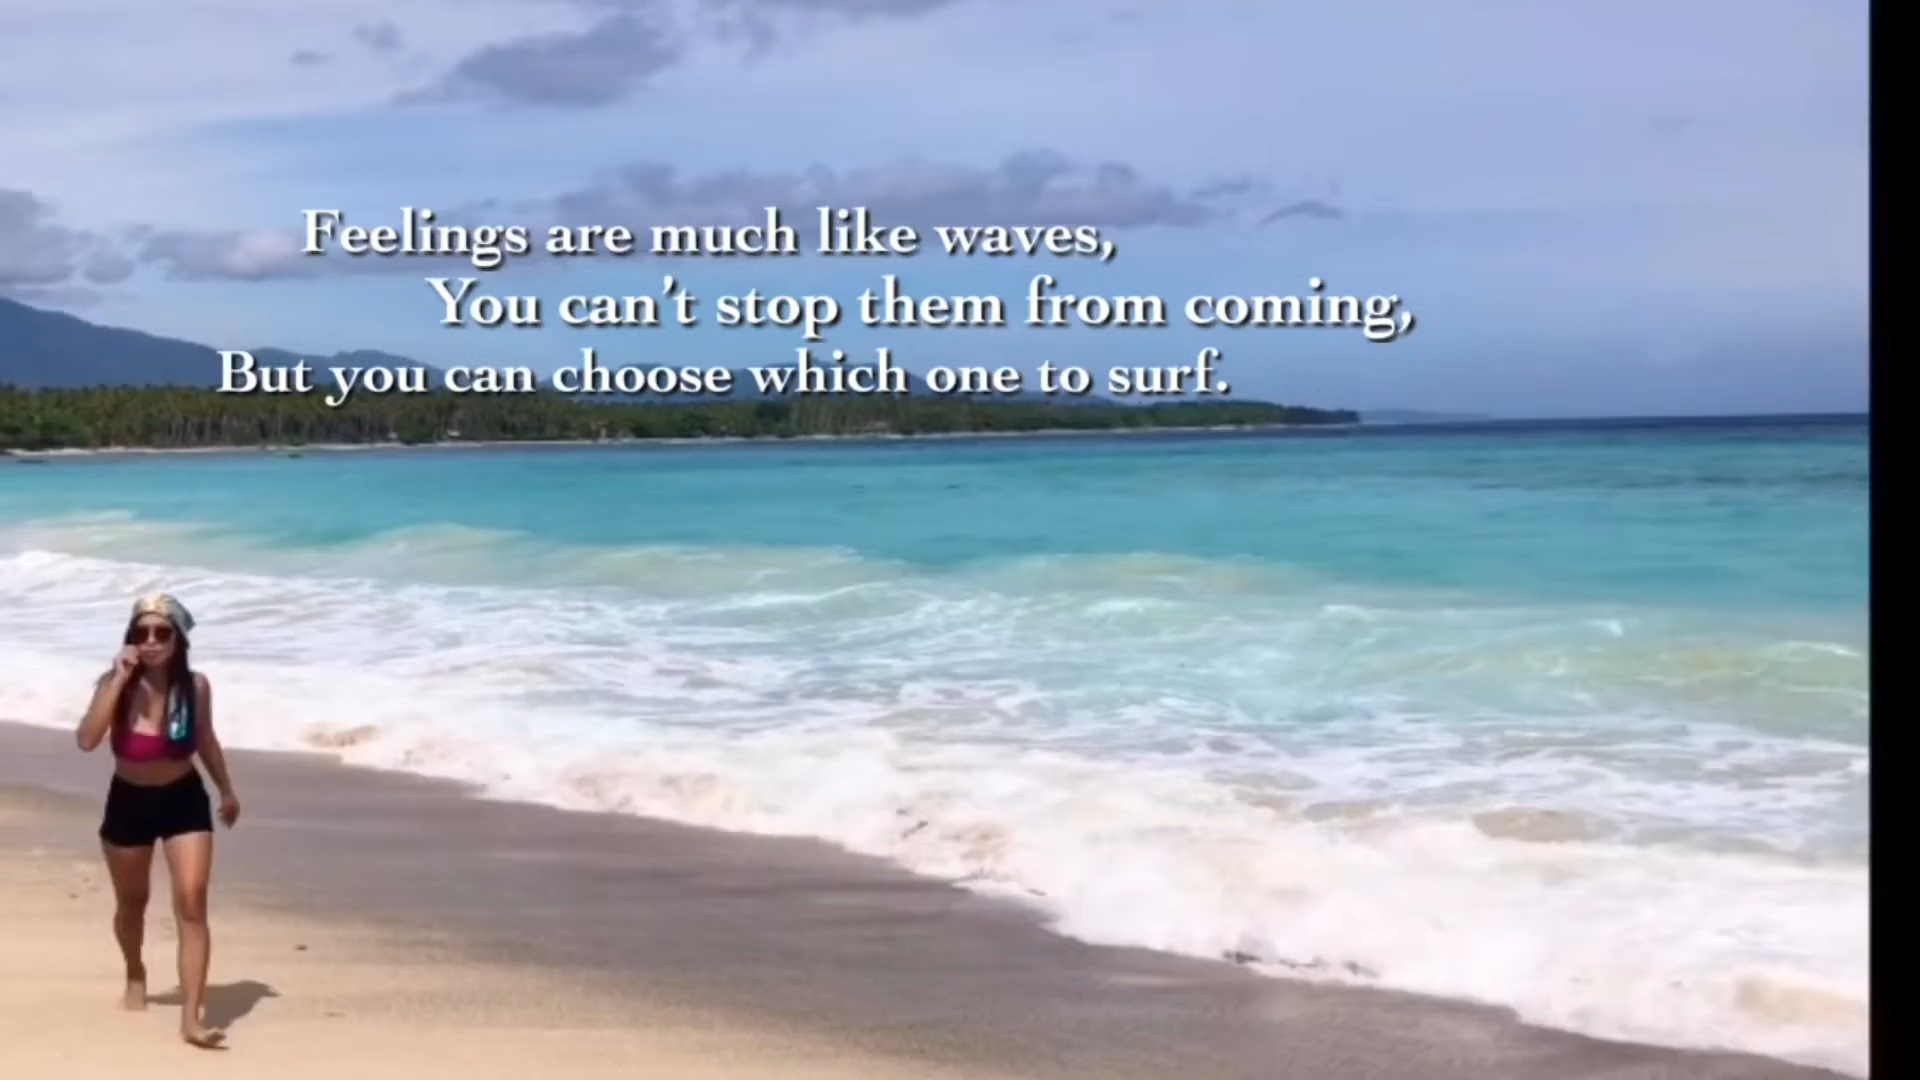 Feelings are much like waves,
You can't stop them from coming,
But you can choose which one to surf.